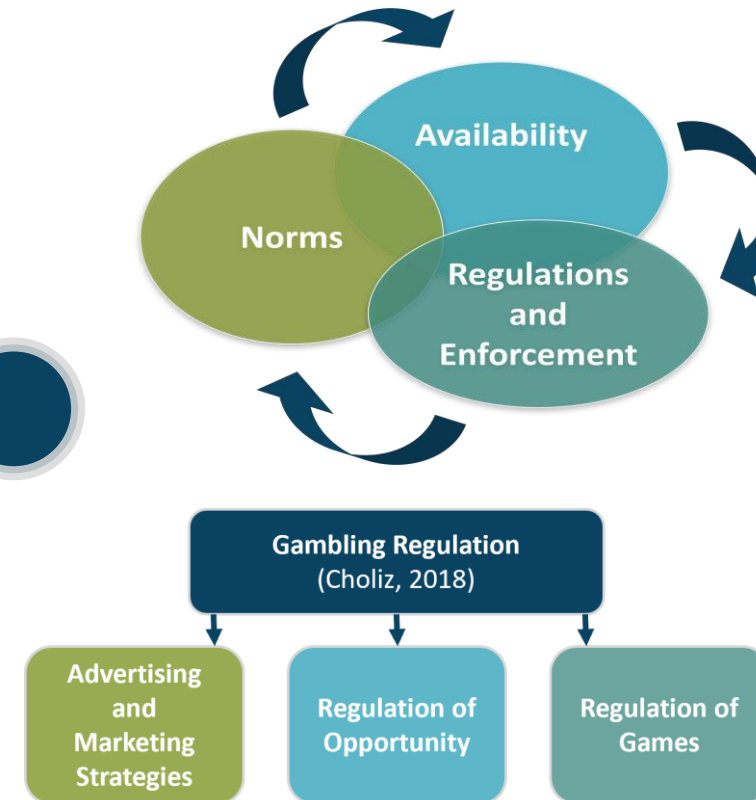 Availability
Norms
Regulations
and
Enforcement
Gambling Regulation
(Choliz, 2018)
Advertising
and
Marketing
Strategies
Regulation of
Opportunity
Regulation of
Games